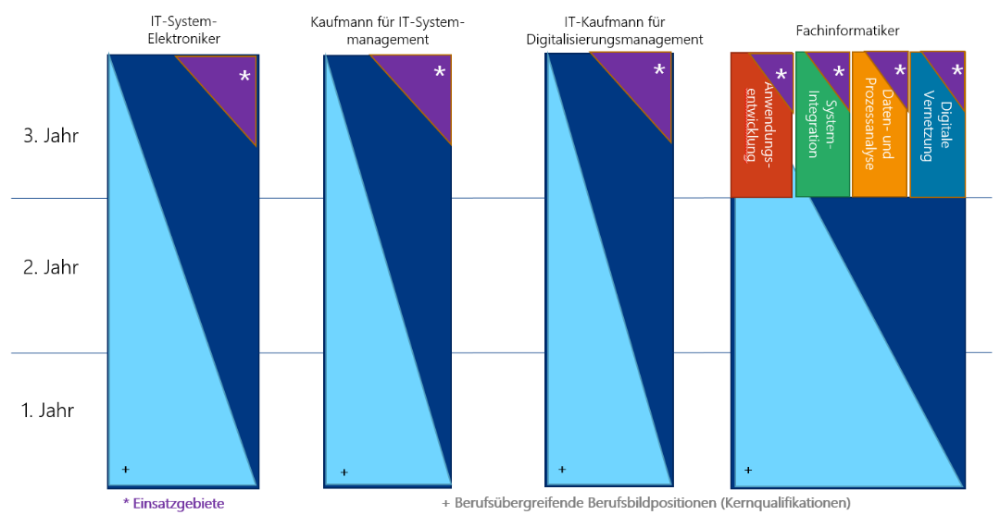 IT-System-
Elektroniker
Kaufmann für IT-System-
management
IT-Kaufmann für
Digitalisierungsmanagement
Fachinformatiker
3. Jahr
2. Jahr
1. Jahr
*
*
*
*
*
*
*
Anwendungs-
entwicklung
System-
Integration
Daten- und
Prozessanalyse
Digitale
Vernetzung
+
+
+
+
* Einsatzgebiete
+ Berufsübergreifende Berufsbildpositionen (Kernqualifikationen)